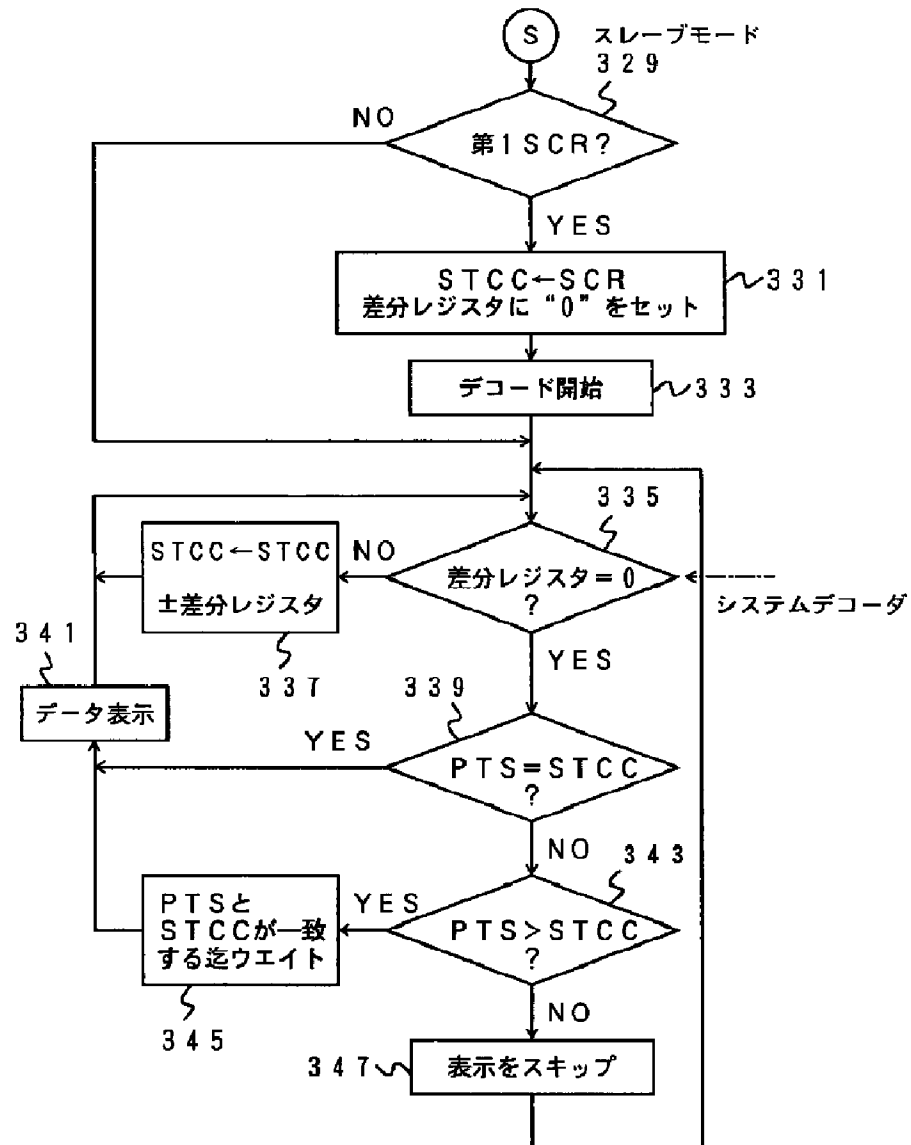 S
スレーブモード
329
NO
第1SCR?
YES
STCC←SCR
差分レジスタに“0”をセット
331
デコード開始
333
335
STCC←STCC
±差分レジスタ
NO
差分レジスタ=0
?
システムデコーダ
341
337
YES
339
データ表示
YES
PTS=STCC
?
NO
343
PTSと
STCCが一致
する迄ウエイト
YES
PTS>STCC
?
345
NO
347
表示をスキップ